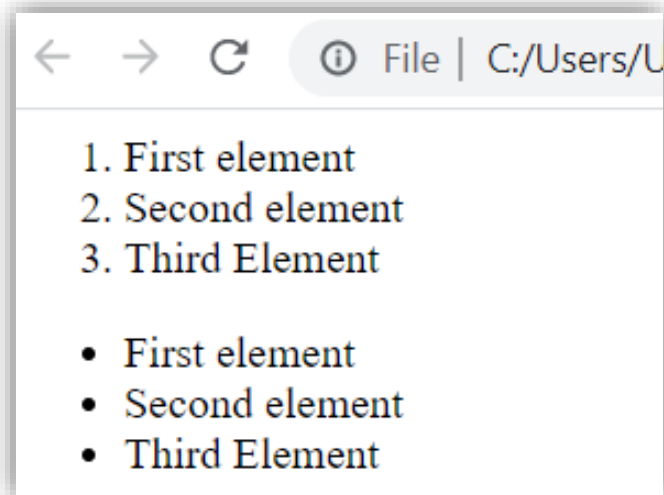 File | C:/Users/U
1. First element
2. Second element
3. Third Element
• First element
• Second element
• Third Element